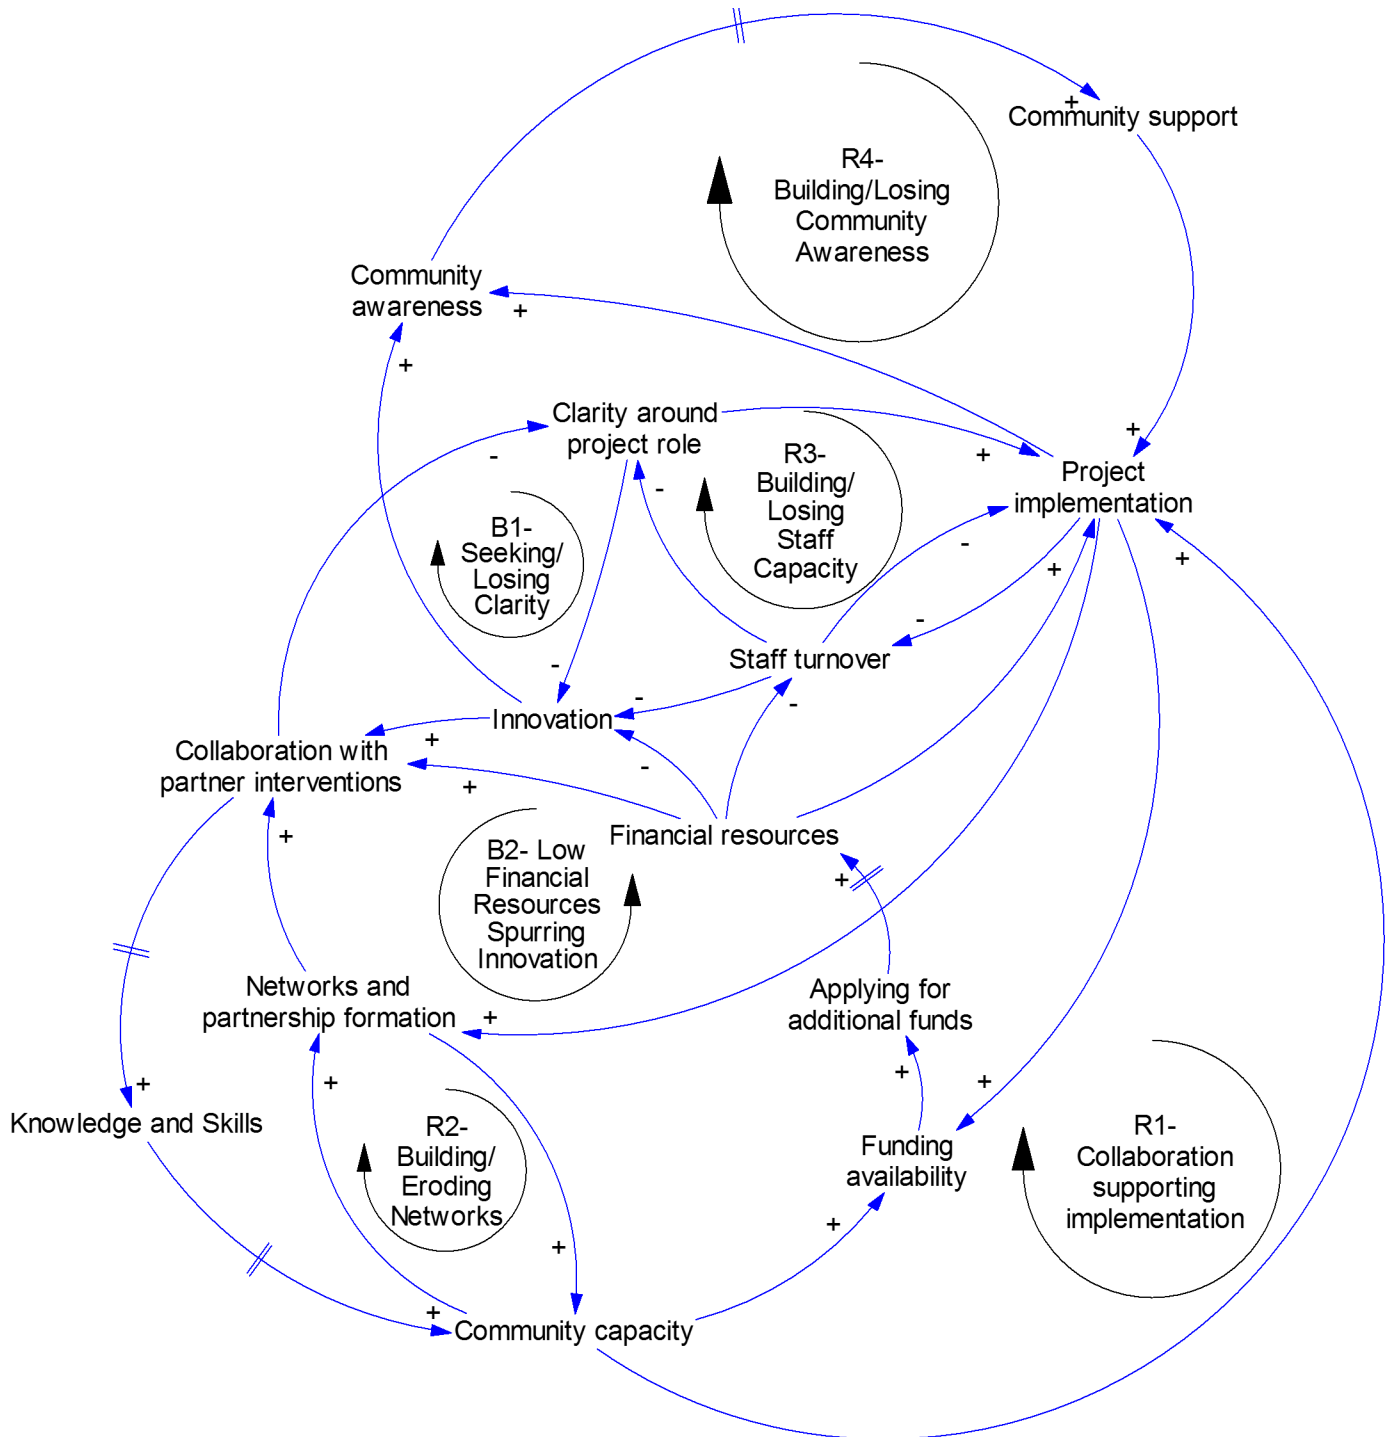 Community support
+
R4-
Building/Losing
Community
Awareness
Community
awareness
+
+
Clarity around
project role
-
-
+
+
R3-
Building/
Losing
Staff
Capacity
Project
implementation
B1-
Seeking/
Losing
Clarity
-
+
+
-
Staff turnover
-
-
-
Innovation
+
-
Collaboration with
partner interventions
+
+
Financial resources
B2- Low
Financial
Resources
Spurring
Innovation
+
Networks and
partnership formation
+
Applying for
additional funds
+
+
+
+
Knowledge and Skills
R2-
Building/
Eroding
Networks
Funding
availability
R1-
Collaboration
supporting
implementation
+
+
+
Community capacity